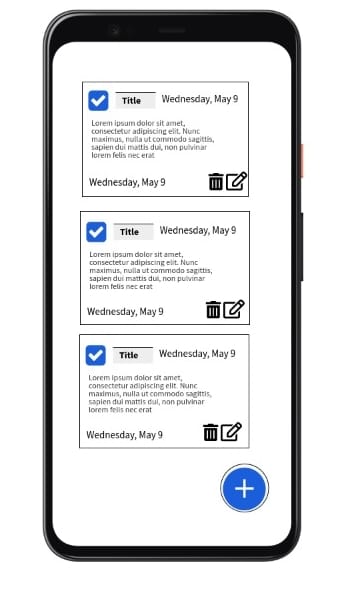 Title Wednesday, May 9
Lorem ipsum dolor sit amet,
consectetur adipiscing elit. Nunc
maximus, nulla ut commodo sagittis,
sapien dui mattis dui, non pulvinar
lorem felis nec erat
Wednesday, May 9
Title Wednesday, May 9
Lorem ipsum dolor sit amet,
consectetur adipiscing elit. Nunc
maximus, nulla ut commodo sagittis,
sapien dui mattis dui, non pulvinar
lorem felis nec erat
Wednesday, May 9
Title Wednesday, May 9
Lorem ipsum dolor sit amet,
consectetur adipiscing elit. Nunc
maximus, nulla ut commodo sagittis,
sapien dui mattis dui, non pulvinar
lorem felis nec erat
Wednesday, May 9